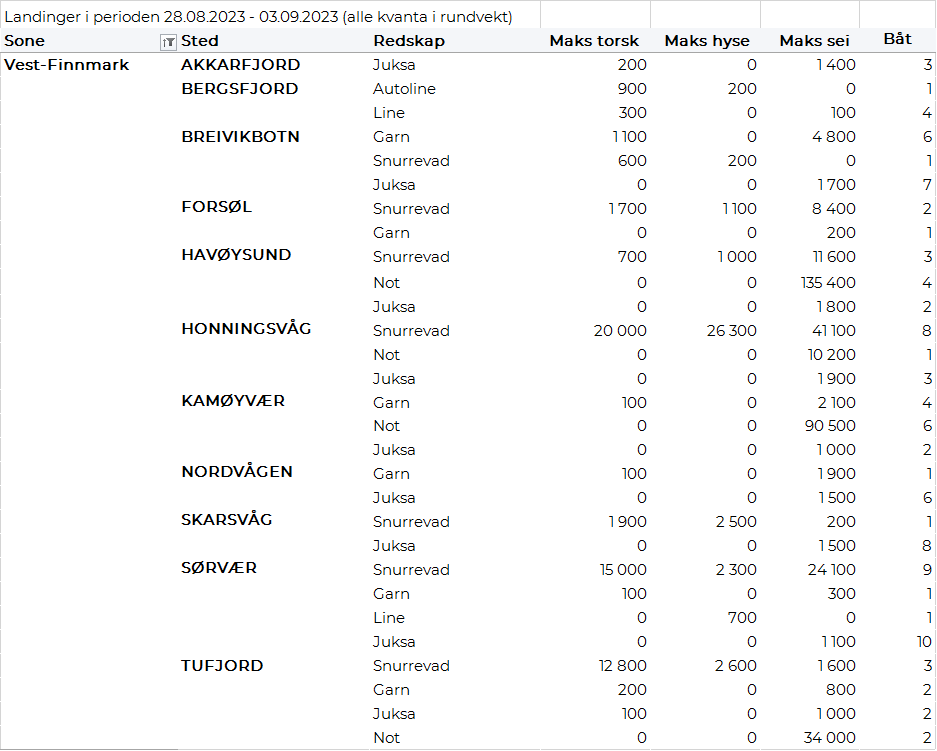 Landinger i perioden 28.08.2023 - 03.09.2023 (alle kvanta i rundvekt)
Sone Sted Redskap Maks torsk Maks hyse Maks sei Båt
Vest-Finnmark AKKARFJORD Juksa 200 0 1 400 3
BERGSFJORD Autoline 900 200 0 1
Line 300 0 100 4
BREIVIKBOTN Garn 1 100 0 4 800 6
Snurrevad 600 200 0 1
Juksa 0 0 1 700 7
FORSØL Snurrevad 1 700 1 100 8 400 2
Garn 0 0 200 1
HAVØYSUND Snurrevad 700 1 000 11 600 3
Not 0 0 135 400 4
Juksa 0 0 1 800 2
HONNINGSVÅG Snurrevad 20 000 26 300 41 100 8
Not 0 0 10 200 1
Juksa 0 0 1 900 3
KAMØYVÆR Garn 100 0 2 100 4
Not 0 0 90 500 6
Juksa 0 0 1 000 2
NORDVÅGEN Garn 100 0 1 900 1
Juksa 0 0 1 500 6
SKARSVÅG Snurrevad 1 900 2 500 200 1
Juksa 0 0 1 500 8
SØRVÆR Snurrevad 15 000 2 300 24 100 9
Garn 100 0 300 1
Line 0 700 0 1
Juksa 0 0 1 100 10
TUFJORD Snurrevad 12 800 2 600 1 600 3
Garn 200 0 800 2
Juksa 100 0 1 000 2
Not 0 0 34 000 2